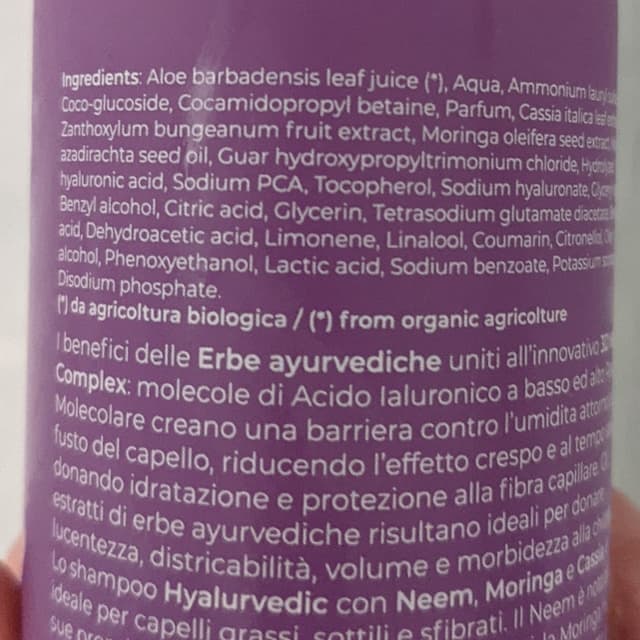 Ingredients: Aloe barbadensis leaf juice (*), Aqua, Ammonium
Coco-glucoside, Cocamidopropyl betaine, Parfum, Cassia italica leaf
Zanthoxylum bungeanum fruit extract, Moringa oleifera seed extract,
azadirachta seed oil, Guar hydroxypropyltrimonium chloride,
hyaluronic acid, Sodium PCA, Tocopherol, Sodium hyaluronate,
Benzyl alcohol, Citric acid, Glycerin, Tetrasodium glutamate
acid, Dehydroacetic acid, Limonene, Linalool, Coumarin, Citronellol,
alcohol, Phenoxyethanol, Lactic acid, Sodium benzoate, Potassium
Disodium phosphate.
(*) da agricoltura biologica / (*) from organic agricolture
I benefici delle Erbe ayurvediche uniti all'innovativo
Complex: molecole di Acido Ialuronico a basso ed alto
Molecolare creano una barriera contro l'umidità
fusto del capello, riducendo l'effetto crespo e al tempo
donando idratazione e protezione alla fibra capillare.
estratti di erbe ayurvediche risultano ideali per
lucentezza, districabilità, volume e morbidezza alla
Lo shampoo Hyalurvedic con Neem, Moringa e Cassia
ideale per capelli grassi, sottili e sfibrati. Il Neem è